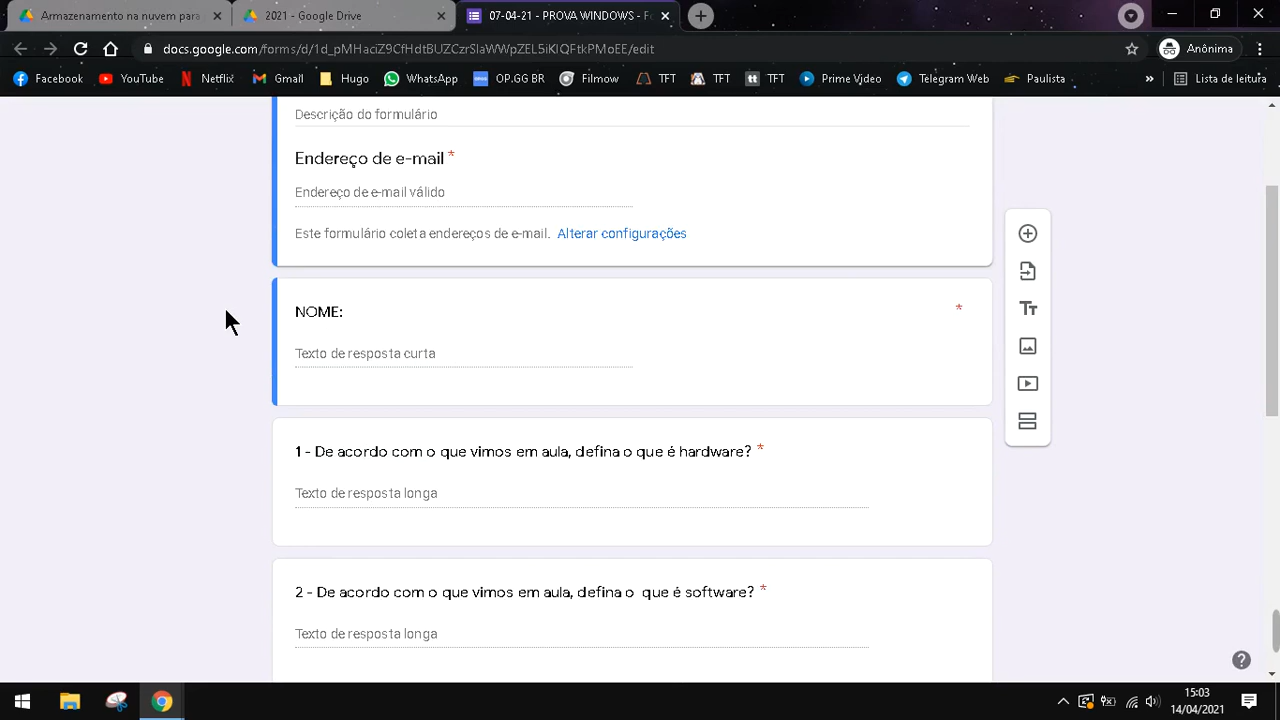 Armazenamento na nuvem para
2021 - Google Drive
07-04-21 - PROVA WINDOWS - Fo
docs.google.com/forms/d/1d_pMHaciZ9CfHdtBUZCzrSlaWWpZEL5iKIQFtkPMoEE/edit
Anônima
Facebook YouTube Netflix Gmail Hugo WhatsApp OP.GG BR Filmow TFT TFT TFT Prime Vídeo Telegram Web Paulista » Lista de leitura
Descrição do formulário
Endereço de e-mail *
Endereço de e-mail válido
Este formulário coleta endereços de e-mail. Alterar configurações
NOME: *
Texto de resposta curta
1 - De acordo com o que vimos em aula, defina o que é hardware? *
Texto de resposta longa
2 - De acordo com o que vimos em aula, defina o que é software? *
Texto de resposta longa
15:03
14/04/2021